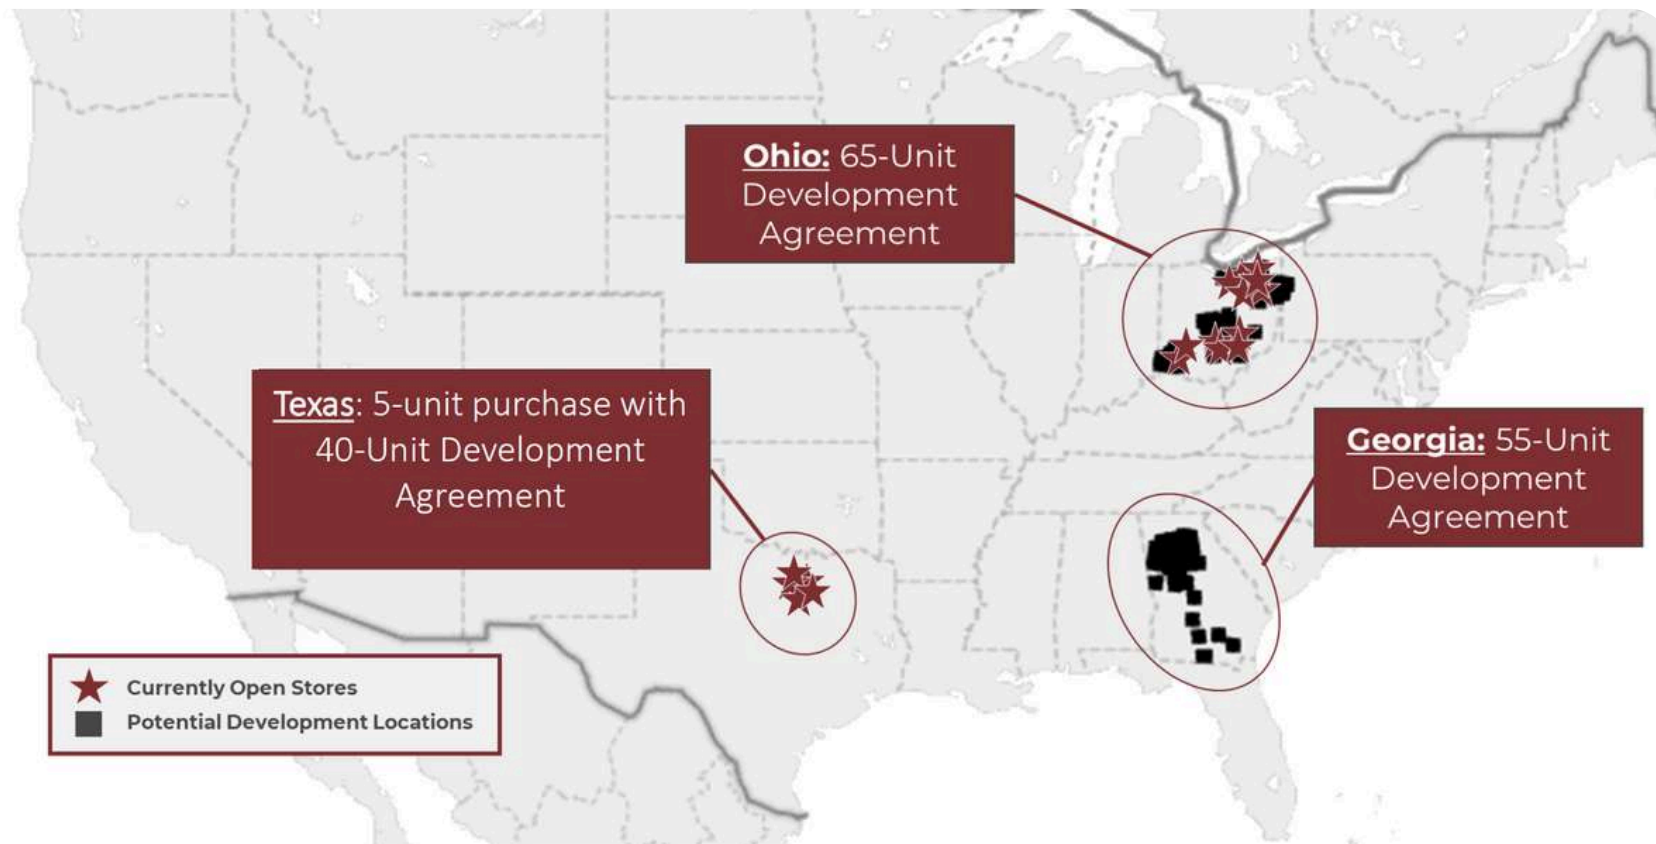 Ohio: 65-Unit
Development
Agreement
Texas: 5-unit purchase with
40-Unit Development
Agreement
Georgia: 55-Unit
Development
Agreement
Currently Open Stores
Potential Development Locations